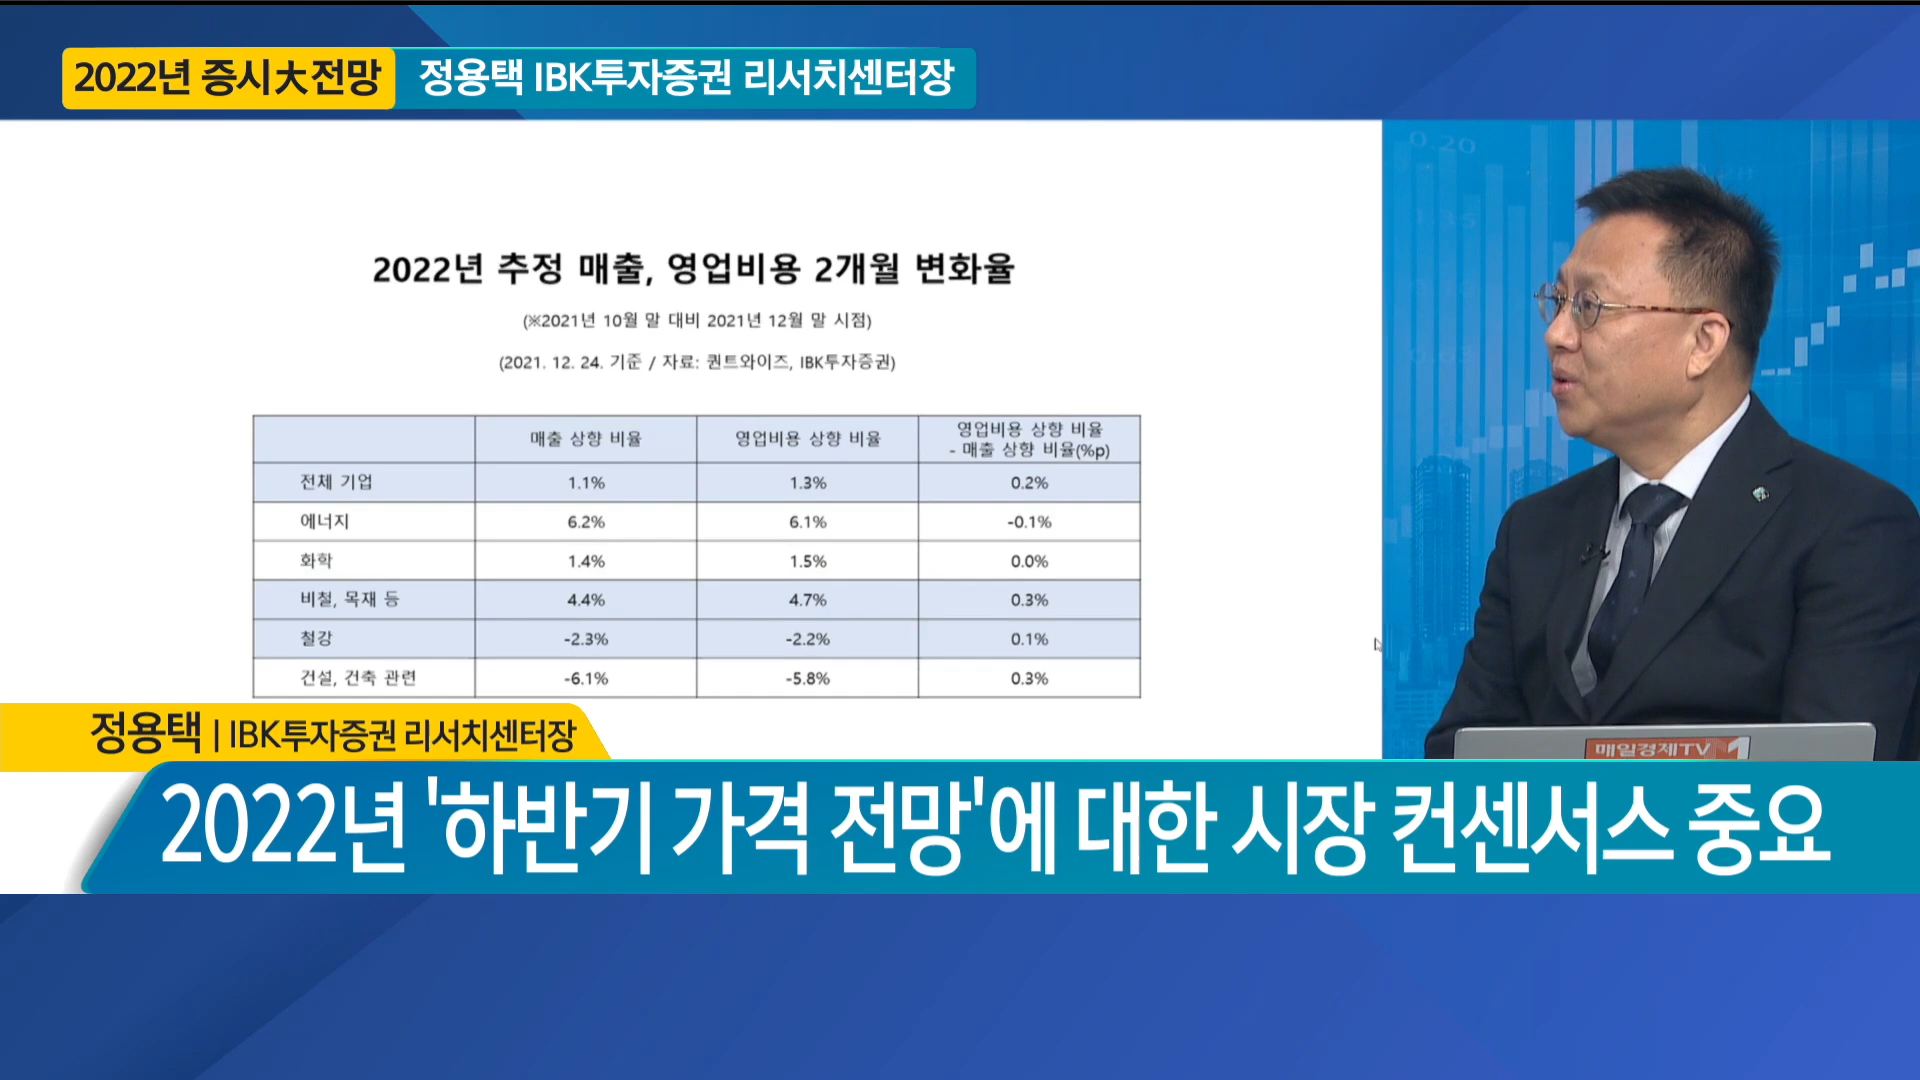 2022년 증시大전망
정용택 IBK투자증권 리서치센터장
2022년 추정 매출, 영업비용 2개월 변화율
(※2021년 10월 말 대비 2021년 12월 말 시점)
(2021. 12. 24. 기준 / 자료: 퀀트와이즈, IBK투자증권)
매출 상향 비율 영업비용 상향 비율 영업비용 상향 비율
- 매출 상향 비율(%p)
전체 기업 1.1% 1.3% 0.2%
에너지 6.2% 6.1% -0.1%
화학 1.4% 1.5% 0.0%
비철, 목재 등 4.4% 4.7% 0.3%
철강 -2.3% -2.2% 0.1%
건설, 건축 관련 -6.1% -5.8% 0.3%
0.20
매일경제TV
정용택 | IBK투자증권 리서치센터장
2022년 '하반기 가격 전망'에 대한 시장 컨센서스 중요